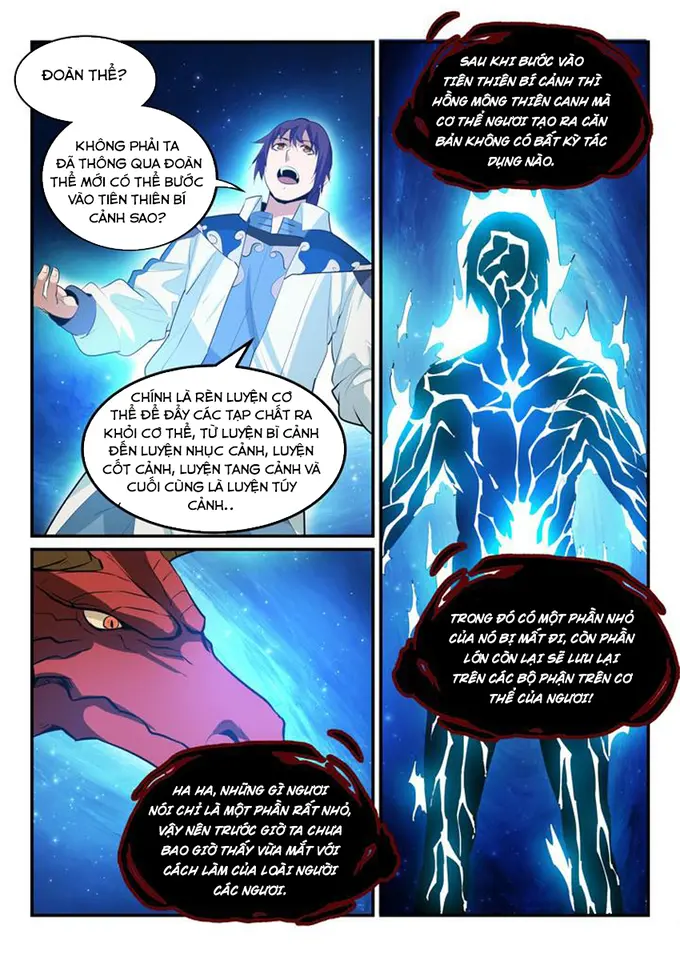 ĐOÀN THỂ?
KHÔNG PHẢI TA
ĐÃ THÔNG QUA ĐOÀN
THỂ MỚI CÓ THỂ BƯỚC
VÀO TIÊN THIÊN BÍ
CẢNH SAO?
CHÍNH LÀ RÈN LUYỆN CƠ
THỂ ĐỂ ĐẨY CÁC TẠP CHẤT RA
KHỎI CƠ THỂ, TỪ LUYỆN BÌ CẢNH
ĐẾN LUYỆN NHỤC CẢNH, LUYỆN
CỐT CẢNH, LUYỆN TANG CẢNH VÀ
CUỐI CÙNG LÀ LUYỆN TÚY
CẢNH..
HA HA, NHỮNG GÌ NGƯƠI
NÓI CHỈ LÀ MỘT PHẦN RẤT NHỎ,
VẬY NÊN TRƯỚC GIỜ TA CHƯA
BAO GIỜ THẤY VỪA MẮT VỚI
CÁCH LÀM CỦA LOÀI NGƯỜI
CÁC NGƯƠI.
SAU KHI BƯỚC VÀO
TIÊN THIÊN BÍ CẢNH THÌ
HỒNG MÔNG THIÊN CANH MÀ
CƠ THỂ NGƯƠI TẠO RA CĂN
BẢN KHÔNG CÓ BẤT KỲ TÁC
DỤNG NÀO.
TRONG ĐÓ CÓ MỘT PHẦN NHỎ
CỦA NÓ BỊ MẤT ĐI, CÒN PHẦN
LỚN CÒN LẠI SẼ LƯU LẠI
TRÊN CÁC BỘ PHẬN TRÊN CƠ
THỂ CỦA NGƯƠI!